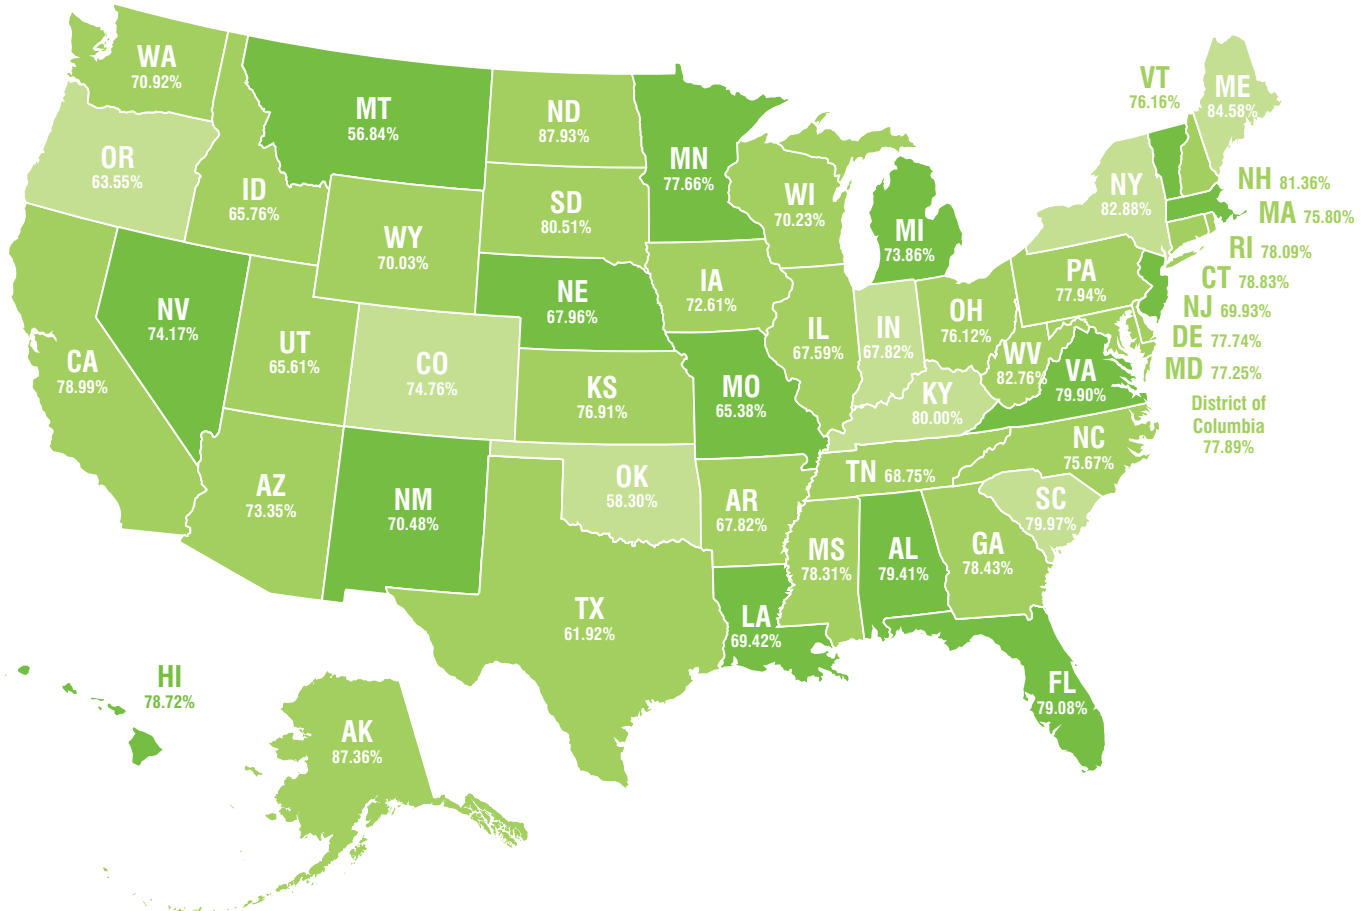 WA
70.92%
OR
63.55%
CA
78.99%
NV
74.17%
ID
65.76%
MT
56.84%
WY
70.03%
UT
65.61%
AZ
73.35%
CO
74.76%
NM
70.48%
ND
87.93%
SD
80.51%
NE
67.96%
KS
76.91%
OK
58.30%
TX
61.92%
MN
77.66%
IA
72.61%
MO
65.38%
AR
67.82%
LA
69.42%
WI
70.23%
IL
67.59%
MI
73.86%
IN
67.82%
OH
76.12%
KY
80.00%
TN 68.75%
MS
78.31%
AL
79.41%
GA
78.43%
FL
79.08%
SC
79.97%
NC
75.67%
VA
79.90%
WV
82.76%
PA
77.94%
NY
82.88%
VT
76.16%
ME
84.58%
NH 81.36%
MA 75.80%
RI 78.09%
CT 78.83%
NJ 69.93%
DE 77.74%
MD 77.25%
District of
Columbia
77.89%
HI
78.72%
AK
87.36%